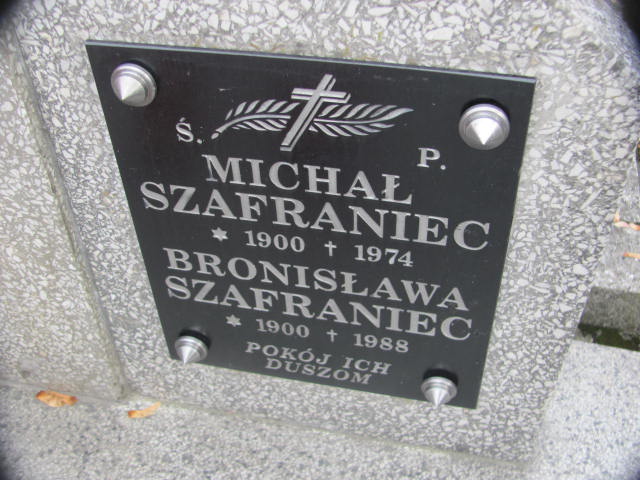 Ś. P.
MICHAŁ
SZAFRANIEC
* 1900 † 1974
BRONISŁAWA
SZAFRANIEC
* 1900 † 1988
POKÓJ ICH
DUSZOM